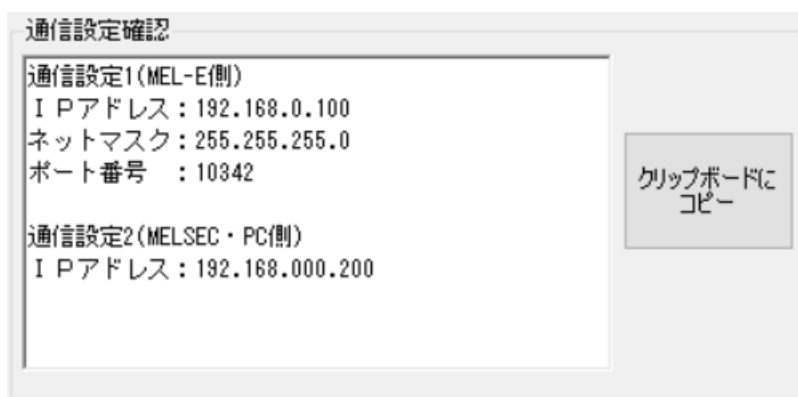 通信設定確認
通信設定1(MEL-E側)
ＩＰアドレス：192.168.0.100
ネットマスク：255.255.255.0
ポート番号　：10342
通信設定2(MELSEC・PC側)
ＩＰアドレス：192.168.000.200
クリップボードに
コピー